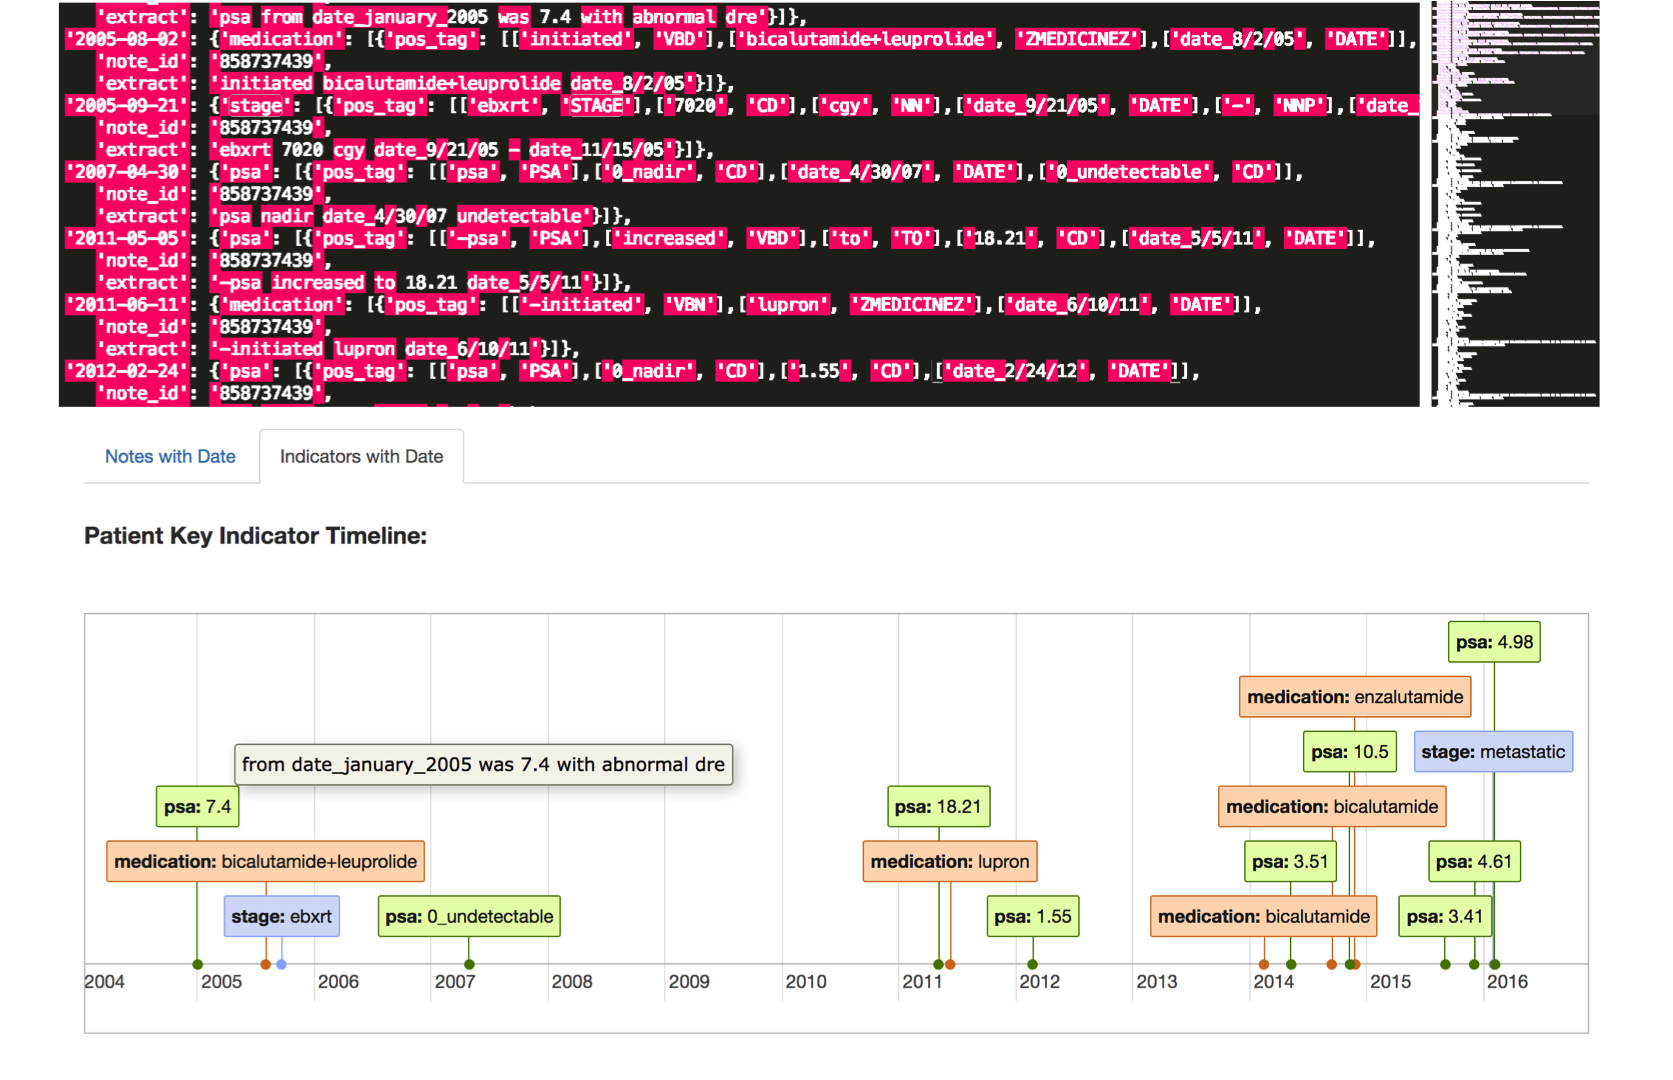 'extract': 'psa from date_january_2005 was 7.4 with abnormal dre'}]},
'2005-08-02': {'medication': [{'pos_tag': [['initiated', 'VBD'],['bicalutamide+leuprolide', 'ZMEDICINEZ'],['date_8/2/05', 'DATE']],
'note_id': '858737439',
'extract': 'initiated bicalutamide+leuprolide date_8/2/05'}]},
'2005-09-21': {'stage': [{'pos_tag': [['ebxrt', 'STAGE'],['7020', 'CD'],['cgy', 'NN'],['date_9/21/05', 'DATE'],['-', 'NNP'],['date_
'note_id': '858737439',
'extract': 'ebxrt 7020 cgy date_9/21/05 - date_11/15/05'}]},
'2007-04-30': {'psa': [{'pos_tag': [['psa', 'PSA'],['0_nadir', 'CD'],['date_4/30/07', 'DATE'],['0_undetectable', 'CD']],
'note_id': '858737439',
'extract': 'psa nadir date_4/30/07 undetectable'}]},
'2011-05-05': {'psa': [{'pos_tag': [['-psa', 'PSA'],['increased', 'VBD'],['to', 'TO'],['18.21', 'CD'],['date_5/5/11', 'DATE']],
'note_id': '858737439',
'extract': '-psa increased to 18.21 date_5/5/11'}]},
'2011-06-11': {'medication': [{'pos_tag': [['-initiated', 'VBN'],['lupron', 'ZMEDICINEZ'],['date_6/10/11', 'DATE']],
'note_id': '858737439',
'extract': '-initiated lupron date_6/10/11'}]},
'2012-02-24': {'psa': [{'pos_tag': [['psa', 'PSA'],['0_nadir', 'CD'],['1.55', 'CD'],['date_2/24/12', 'DATE']],
'note_id': '858737439',
Notes with Date
Indicators with Date
Patient Key Indicator Timeline:
psa: 4.98
medication: enzalutamide
psa: 10.5
stage: metastatic
from date_january_2005 was 7.4 with abnormal dre
psa: 7.4
psa: 18.21
medication: bicalutamide
medication: bicalutamide+leuprolide
medication: lupron
psa: 3.51
psa: 4.61
stage: ebxrt
psa: 0_undetectable
psa: 1.55
medication: bicalutamide
psa: 3.41
2004 2005 2006 2007 2008 2009 2010 2011 2012 2013 2014 2015 2016